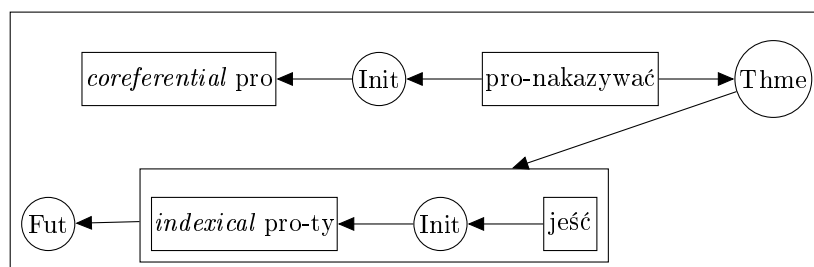 coreferential pro Init pro-nakazywać Thme
Fut indexical pro-ty Init jeść